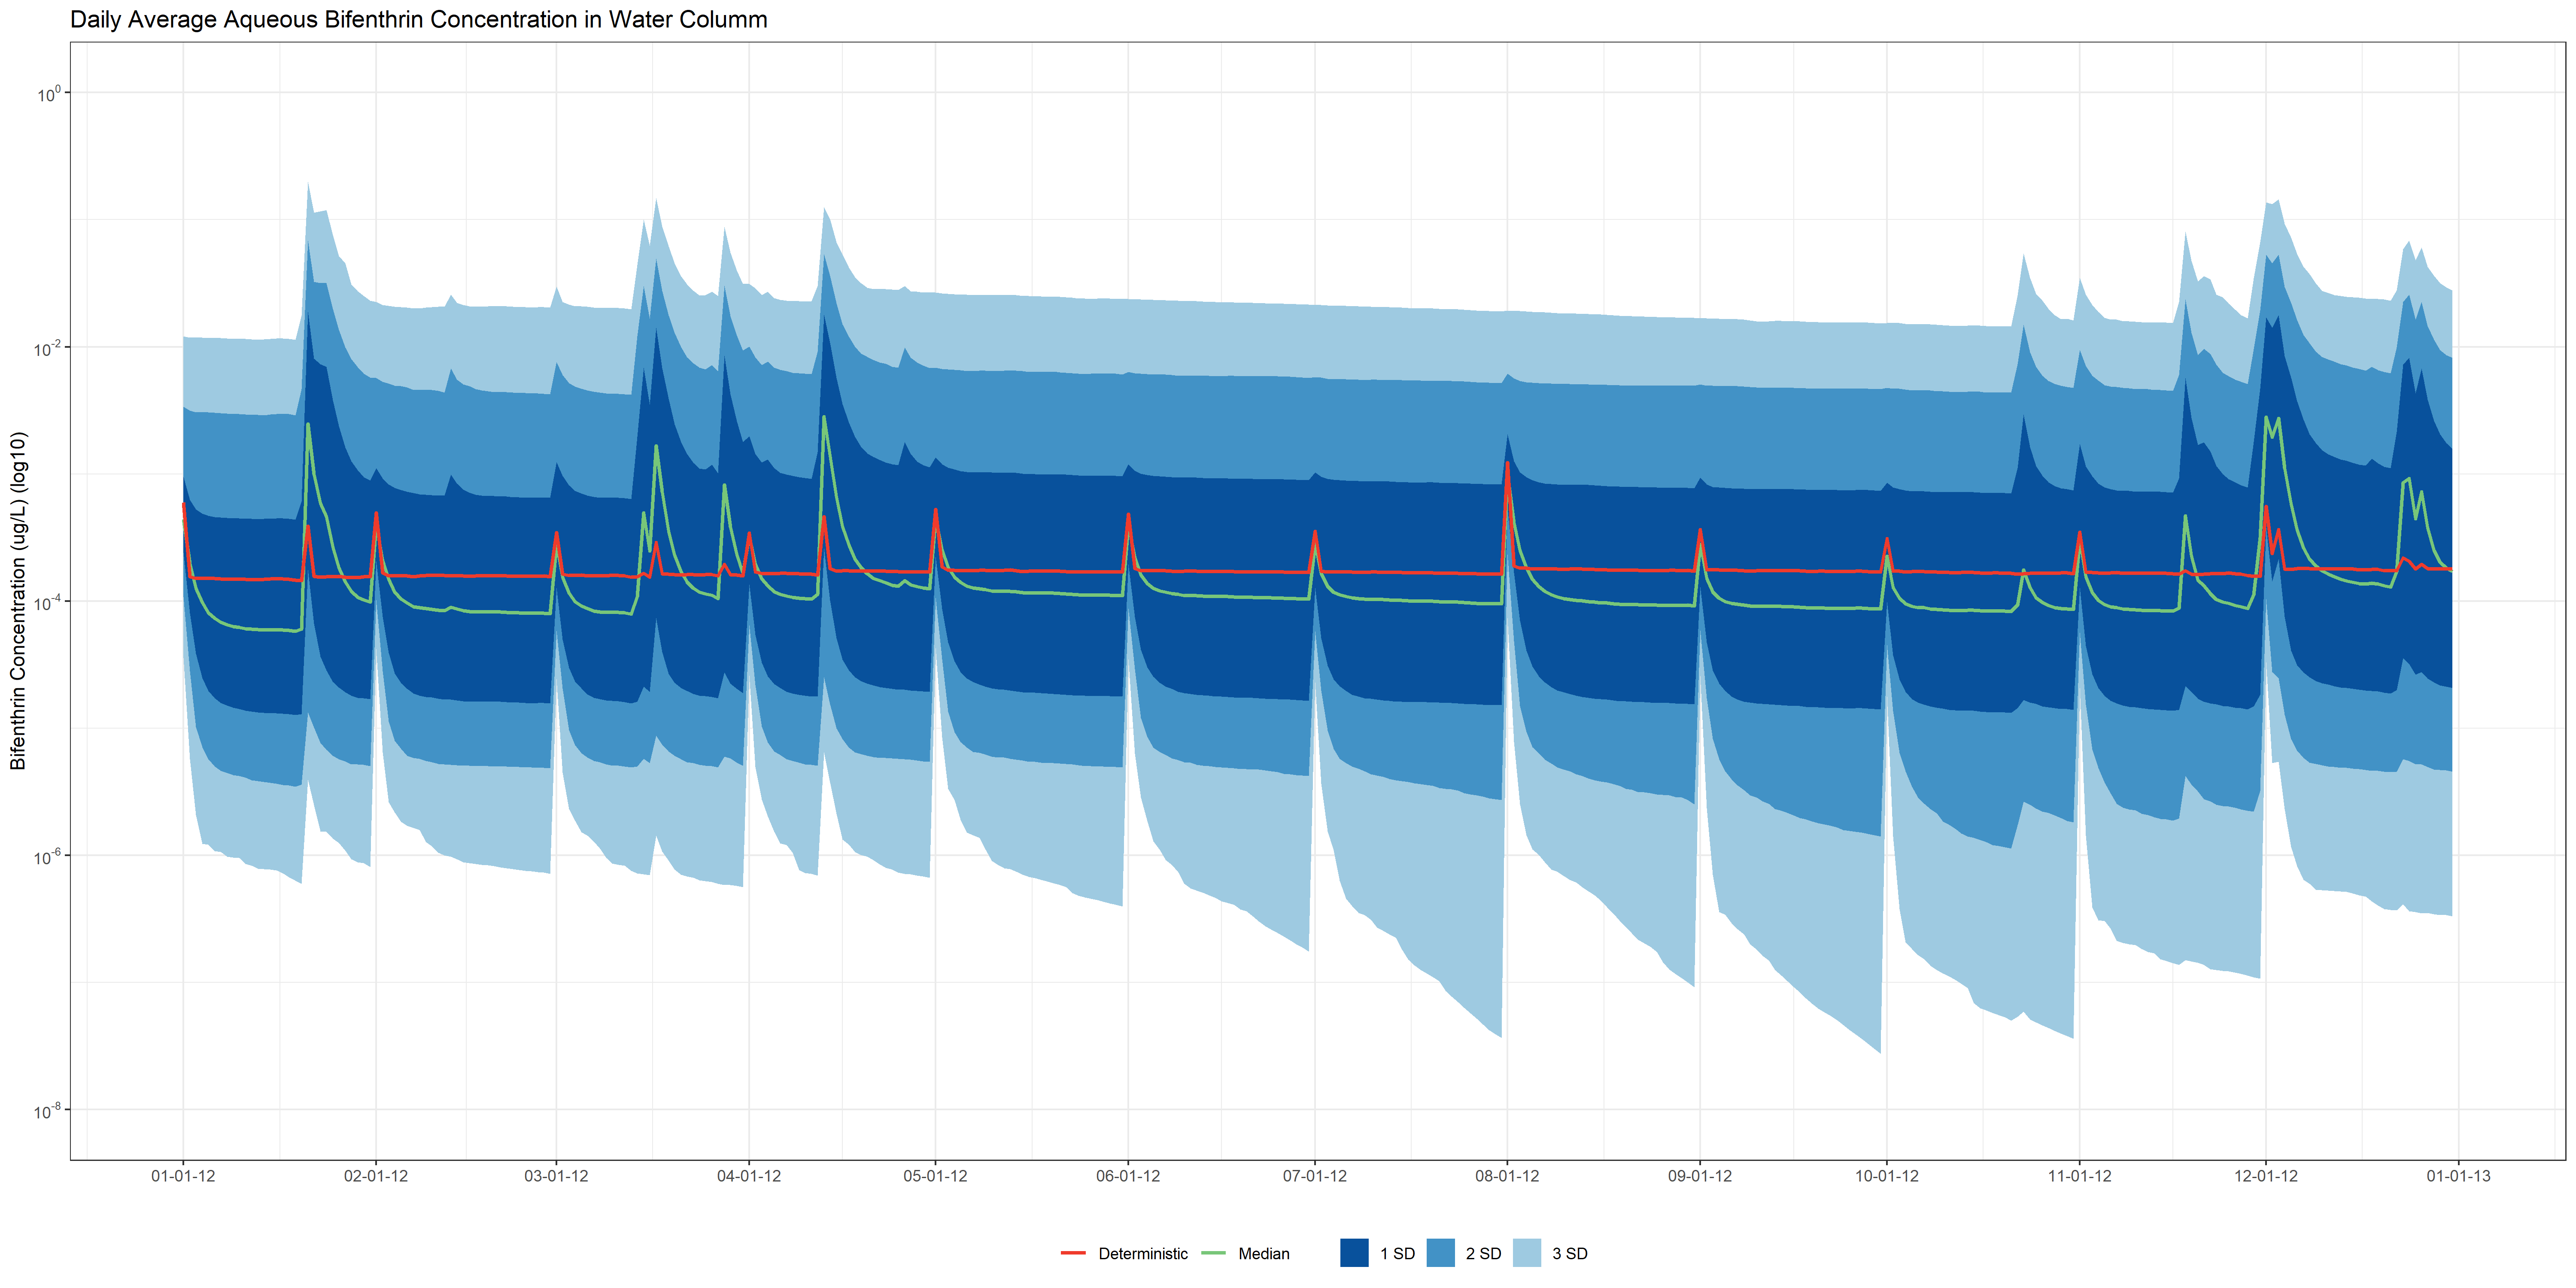 Daily Average Aqueous Bifenthrin Concentration in Water Columm
Bifenthrin Concentration (ug/L) (log10)
10⁰
10⁻²
10⁻⁴
10⁻⁶
10⁻⁸
01-01-12 02-01-12 03-01-12 04-01-12 05-01-12 06-01-12 07-01-12 08-01-12 09-01-12 10-01-12 11-01-12 12-01-12 01-01-13
Deterministic Median 1 SD 2 SD 3 SD